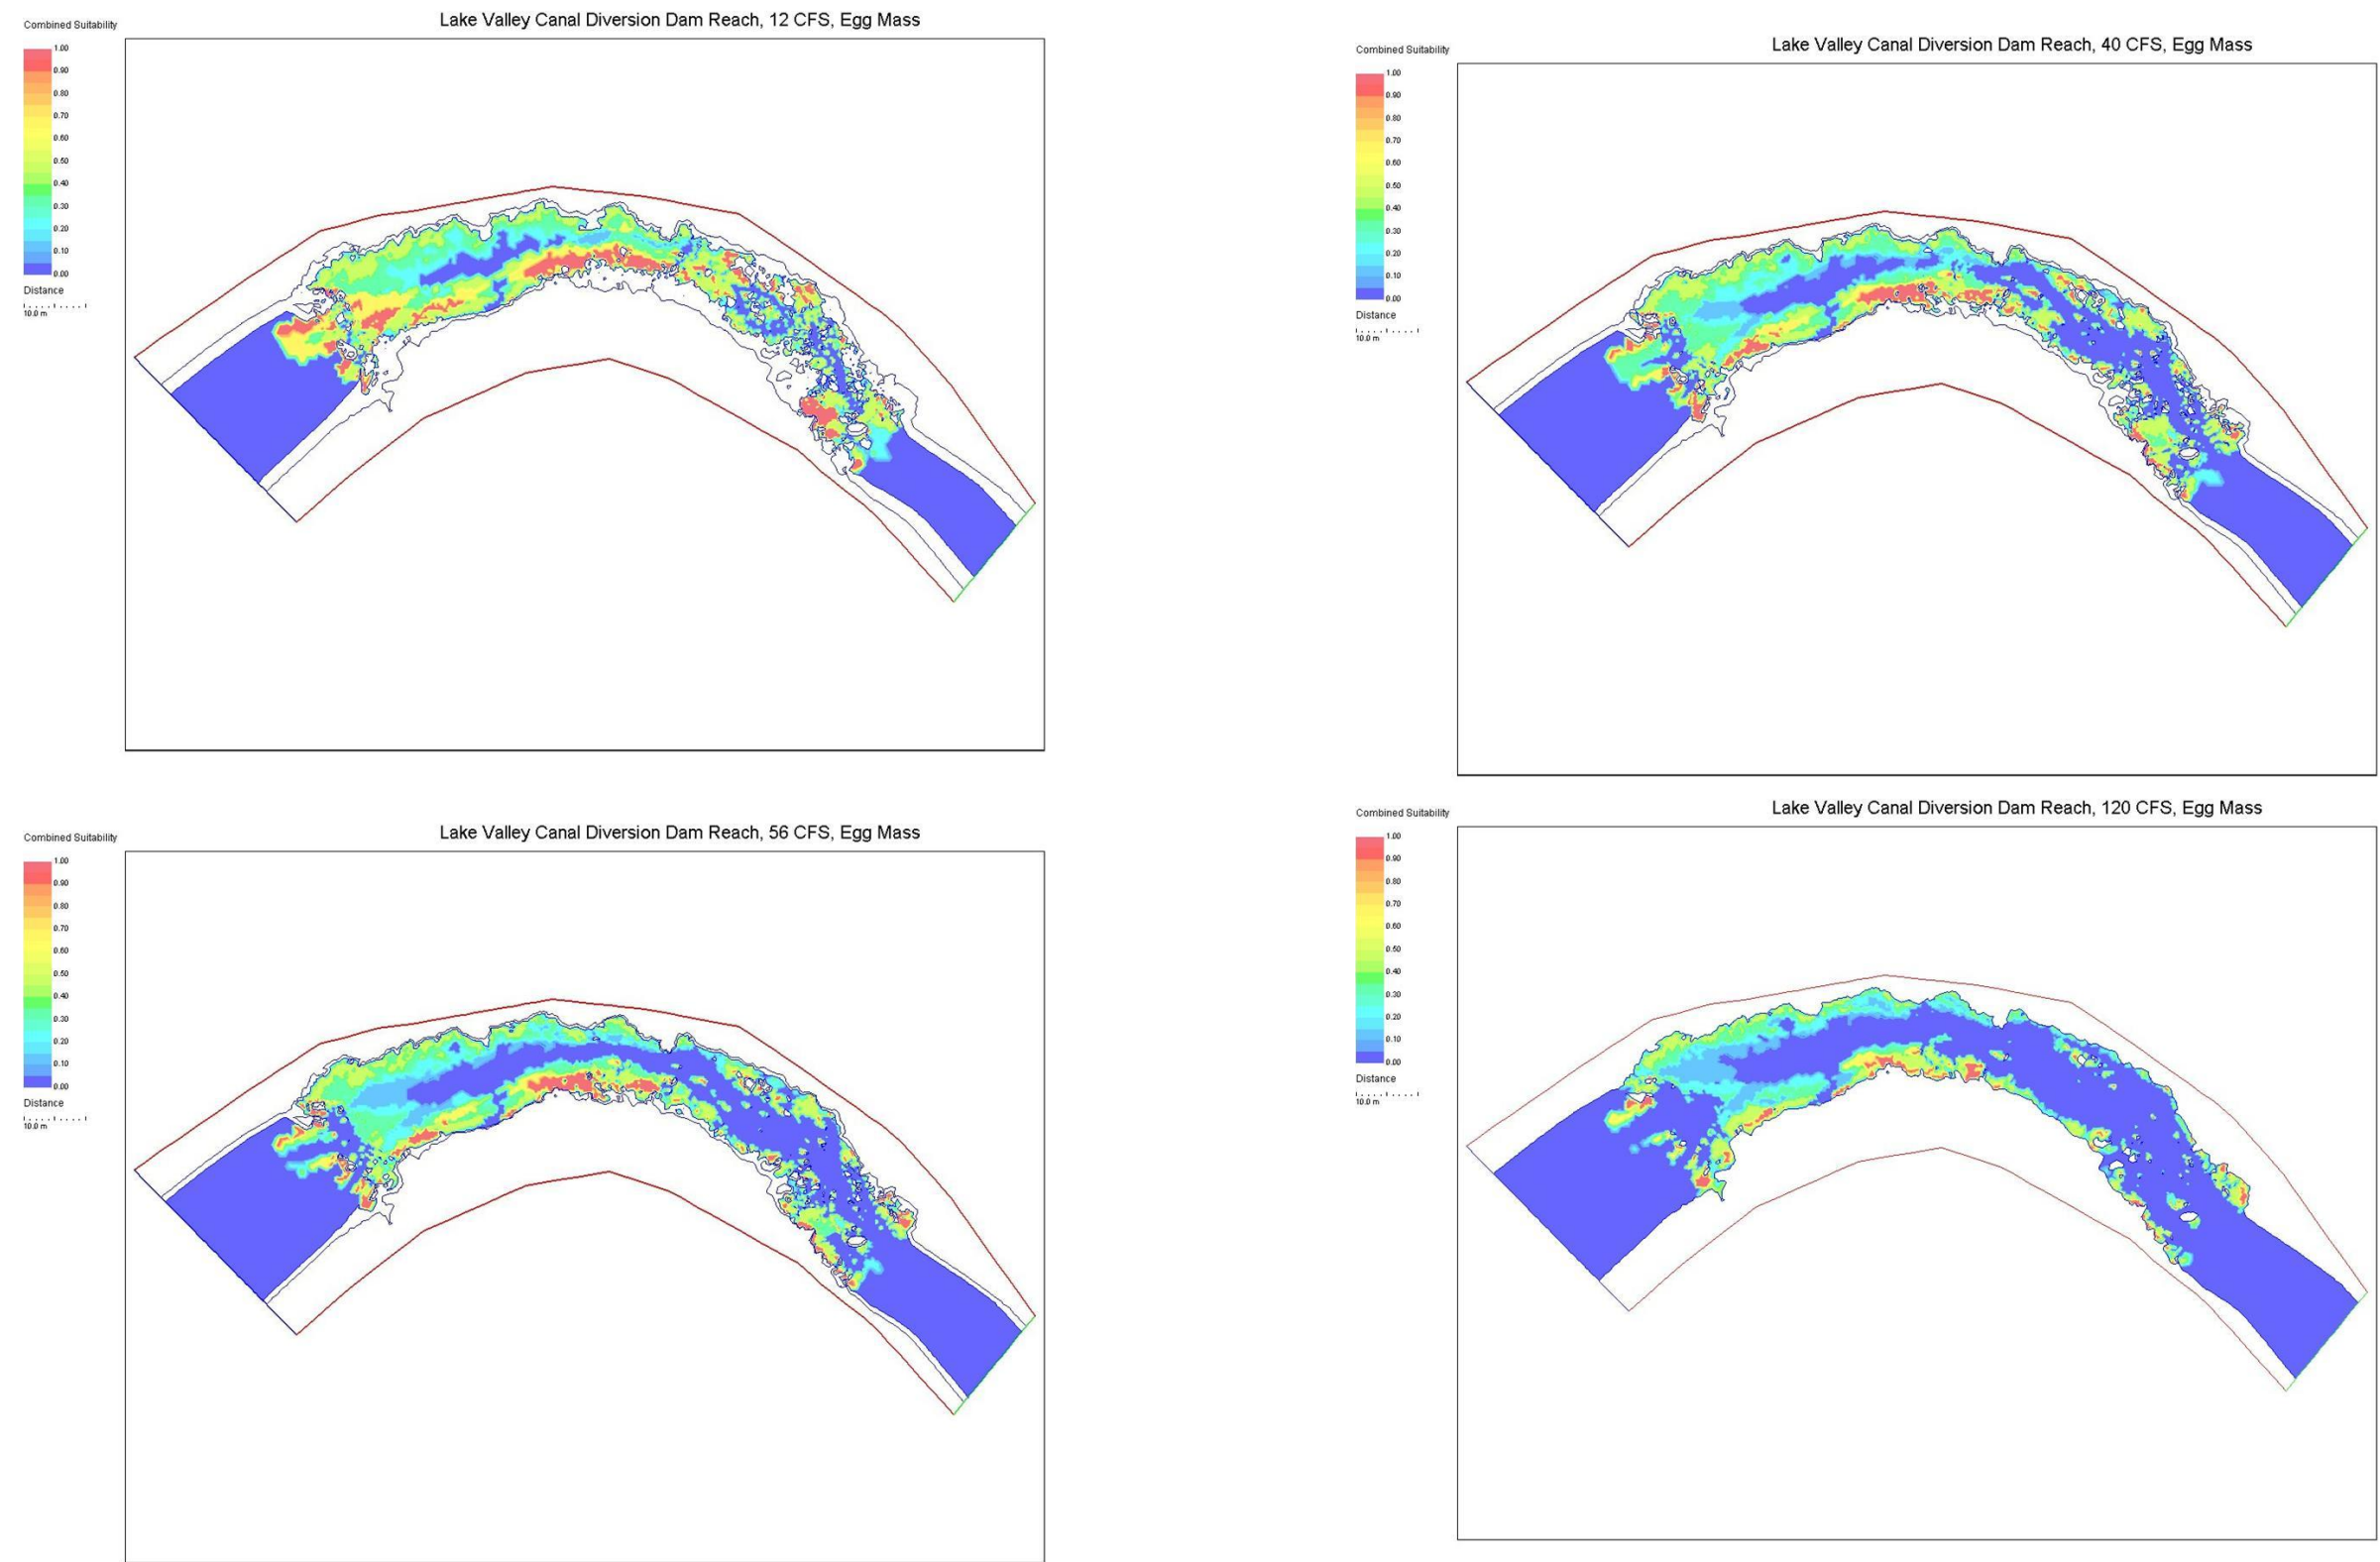 Lake Valley Canal Diversion Dam Reach, 12 CFS, Egg Mass
Combined Suitability
1.00
0.90
0.80
0.70
0.60
0.50
0.40
0.30
0.20
0.10
0.00
Distance
10.0 m
Lake Valley Canal Diversion Dam Reach, 40 CFS, Egg Mass
Combined Suitability
1.00
0.90
0.80
0.70
0.60
0.50
0.40
0.30
0.20
0.10
0.00
Distance
10.0 m
Lake Valley Canal Diversion Dam Reach, 56 CFS, Egg Mass
Combined Suitability
1.00
0.90
0.80
0.70
0.60
0.50
0.40
0.30
0.20
0.10
0.00
Distance
10.0 m
Lake Valley Canal Diversion Dam Reach, 120 CFS, Egg Mass
Combined Suitability
1.00
0.90
0.80
0.70
0.60
0.50
0.40
0.30
0.20
0.10
0.00
Distance
10.0 m